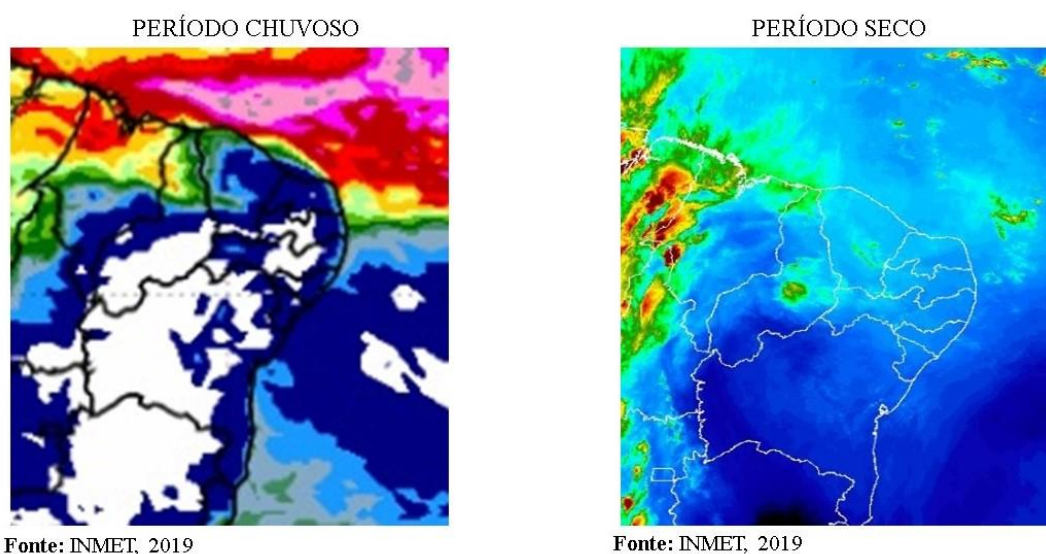 PERÍODO CHUVOSO
PERÍODO SECO
Fonte: INMET, 2019
Fonte: INMET, 2019